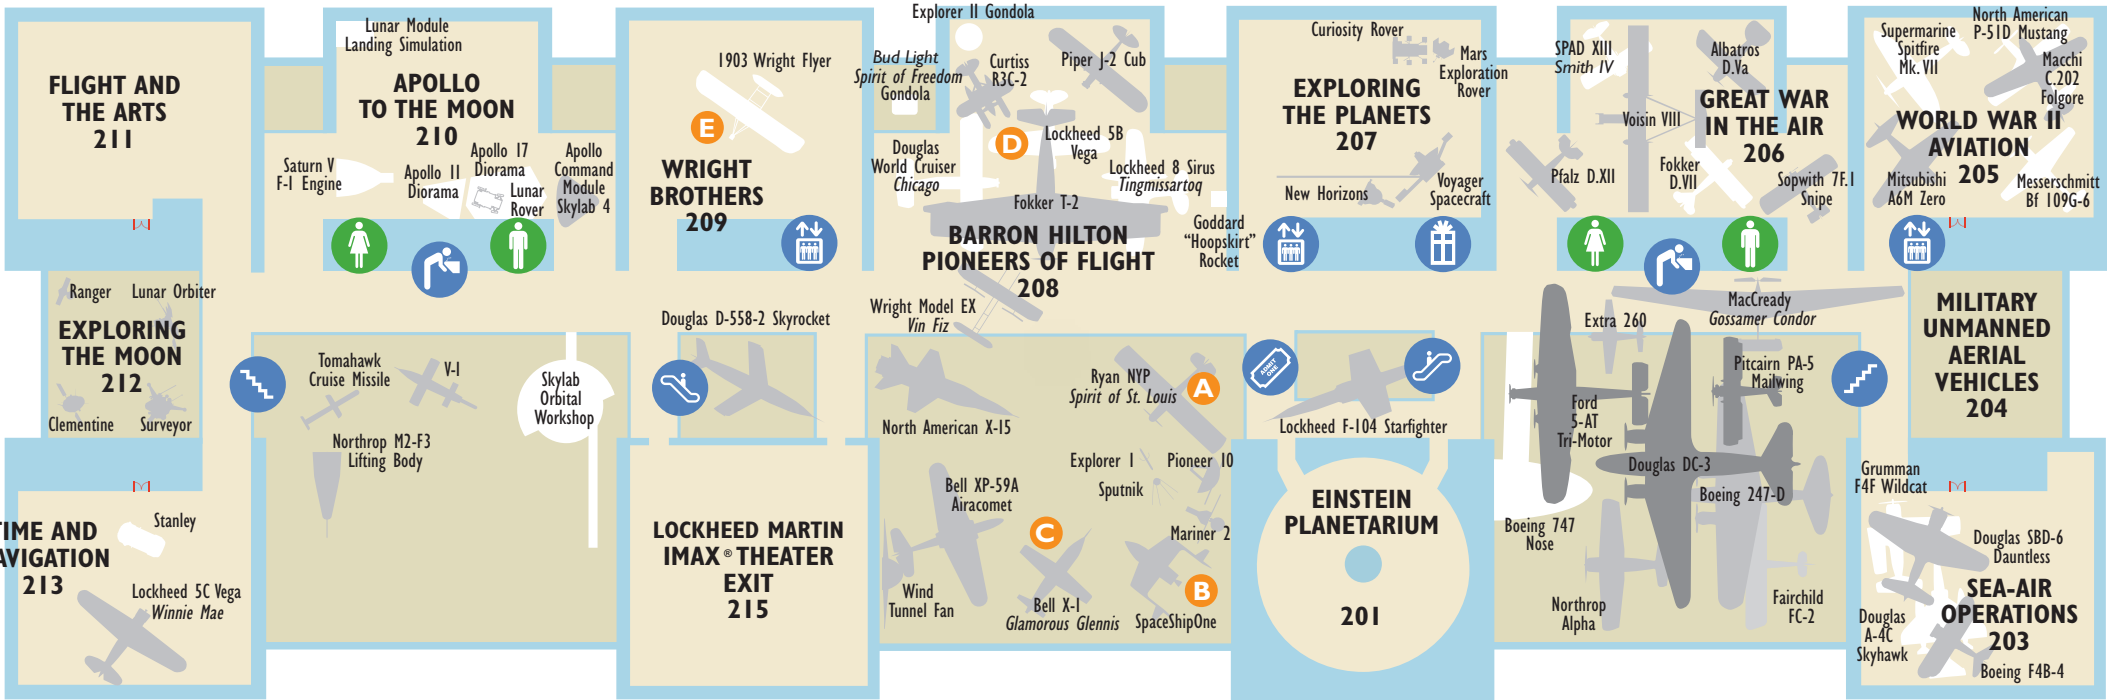 FLIGHT AND
THE ARTS
211
Lunar Module
Landing Simulation
APOLLO
TO THE MOON
210
Saturn V
F-1 Engine
Apollo 11
Diorama
Apollo 17
Diorama
Lunar
Rover
Apollo
Command
Module
Skylab 4
1903 Wright Flyer
E
WRIGHT
BROTHERS
209
Explorer II Gondola
Bud Light
Spirit of Freedom
Gondola
Curtiss
R3C-2
Piper J-2 Cub
Douglas
World Cruiser
Chicago
D
Lockheed 5B
Vega
Lockheed 8 Sirus
Tingmissartoq
Fokker T-2
BARRON HILTON
PIONEERS OF FLIGHT
208
Goddard
“Hoopskirt”
Rocket
Wright Model EX
Vin Fiz
Curiosity Rover
Mars
Exploration
Rover
EXPLORING
THE PLANETS
207
New Horizons
Voyager
Spacecraft
SPAD XIII
Smith IV
Albatros
D.Va
Voisin VIII
GREAT WAR
IN THE AIR
206
Pfalz D.XII
Fokker
D.VII
Sopwith 7F.1
Snipe
Supermarine
Spitfire
Mk. VII
North American
P-51D Mustang
Macchi
C.202
Folgore
WORLD WAR II
AVIATION
205
Mitsubishi
A6M Zero
Messerschmitt
Bf 109G-6
Ranger
Lunar Orbiter
EXPLORING
THE MOON
212
Clementine
Surveyor
Tomahawk
Cruise Missile
V-1
Northrop M2-F3
Lifting Body
Skylab
Orbital
Workshop
Douglas D-558-2 Skyrocket
North American X-15
Ryan NYP
Spirit of St. Louis
A
ADMIT
ONE
Lockheed F-104 Starfighter
Explorer 1
Pioneer 10
Sputnik
Mariner 2
Bell XP-59A
Airacomet
C
Wind
Tunnel Fan
Bell X-1
Glamorous Glennis
B
SpaceShipOne
MacCready
Gossamer Condor
Extra 260
Pitcairn PA-5
Mailwing
Ford
5-AT
Tri-Motor
Douglas DC-3
Boeing 247-D
Boeing 747
Nose
Northrop
Alpha
Fairchild
FC-2
MILITARY
UNMANNED
AERIAL
VEHICLES
204
TIME AND
AVIGATION
213
Stanley
Lockheed 5C Vega
Winnie Mae
LOCKHEED MARTIN
IMAX® THEATER
EXIT
215
EINSTEIN
PLANETARIUM
201
Grumman
F4F Wildcat
Douglas SBD-6
Dauntless
SEA-AIR
OPERATIONS
203
Douglas
A-4C
Skyhawk
Boeing F4B-4